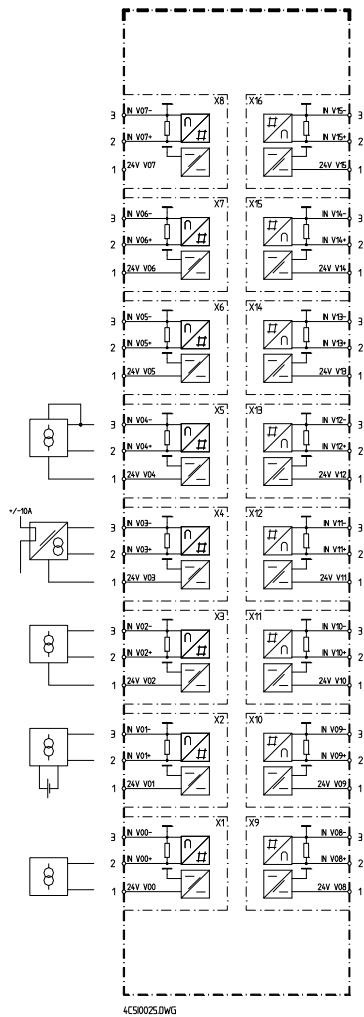 X8 X16
3 IN V07- IN V15- 3
2 IN V07+ IN V15+ 2
1 24V V07 24V V15 1
X7 X15
3 IN V06- IN V14- 3
2 IN V06+ IN V14+ 2
1 24V V06 24V V14 1
X6 X14
3 IN V05- IN V13- 3
2 IN V05+ IN V13+ 2
1 24V V05 24V V13 1
X5 X13
3 IN V04- IN V12- 3
2 IN V04+ IN V12+ 2
1 24V V04 24V V12 1
+/-10A X4 X12
3 IN V03- IN V11- 3
2 IN V03+ IN V11+ 2
1 24V V03 24V V11 1
X3 X11
3 IN V02- IN V10- 3
2 IN V02+ IN V10+ 2
1 24V V02 24V V10 1
X2 X10
3 IN V01- IN V09- 3
2 IN V01+ IN V09+ 2
1 24V V01 24V V09 1
X1 X9
3 IN V00- IN V08- 3
2 IN V00+ IN V08+ 2
1 24V V00 24V V08 1
4C5I0025.DWG